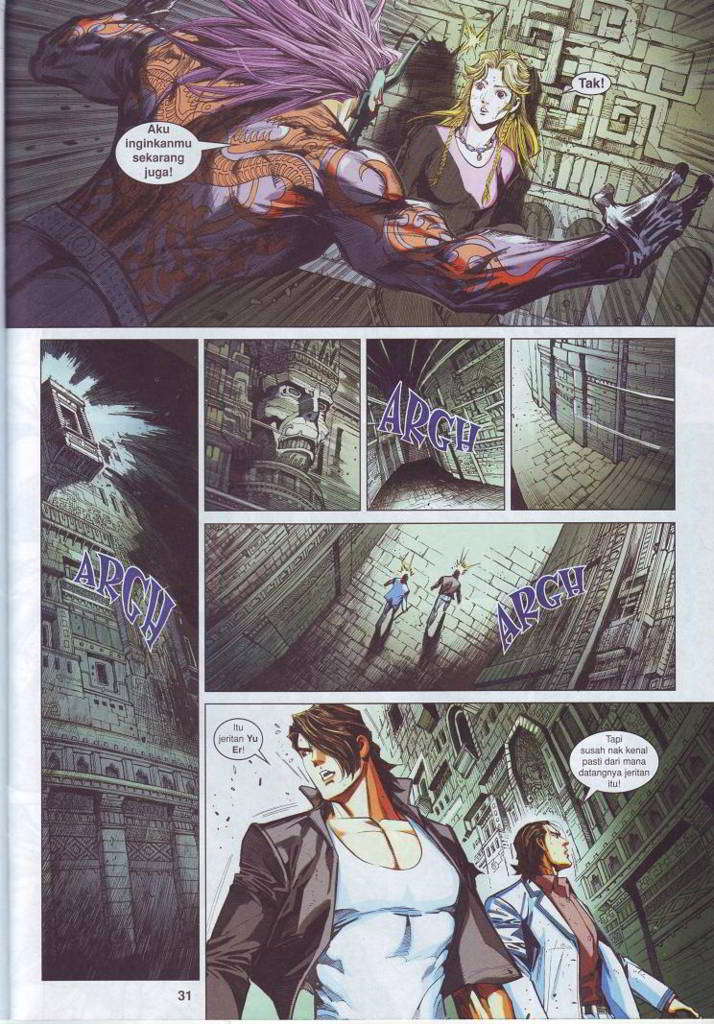 Tak!
Aku
inginkanmu
sekarang
juga!
ARGH
ARGH
ARGH
Itu
jeritan Yu
Er!
Tapi
susah nak kenal
pasti dari mana
datangnya jeritan
itu!
31